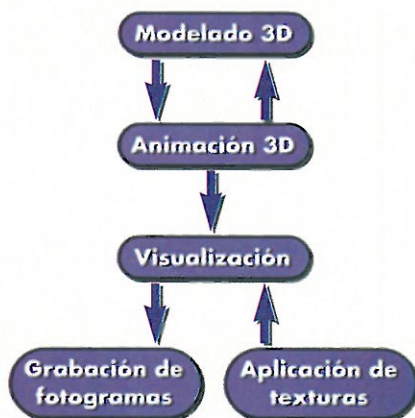 Modelado 3D
Animación 3D
Visualización
Grabación de
fotogramas
Aplicación de
texturas